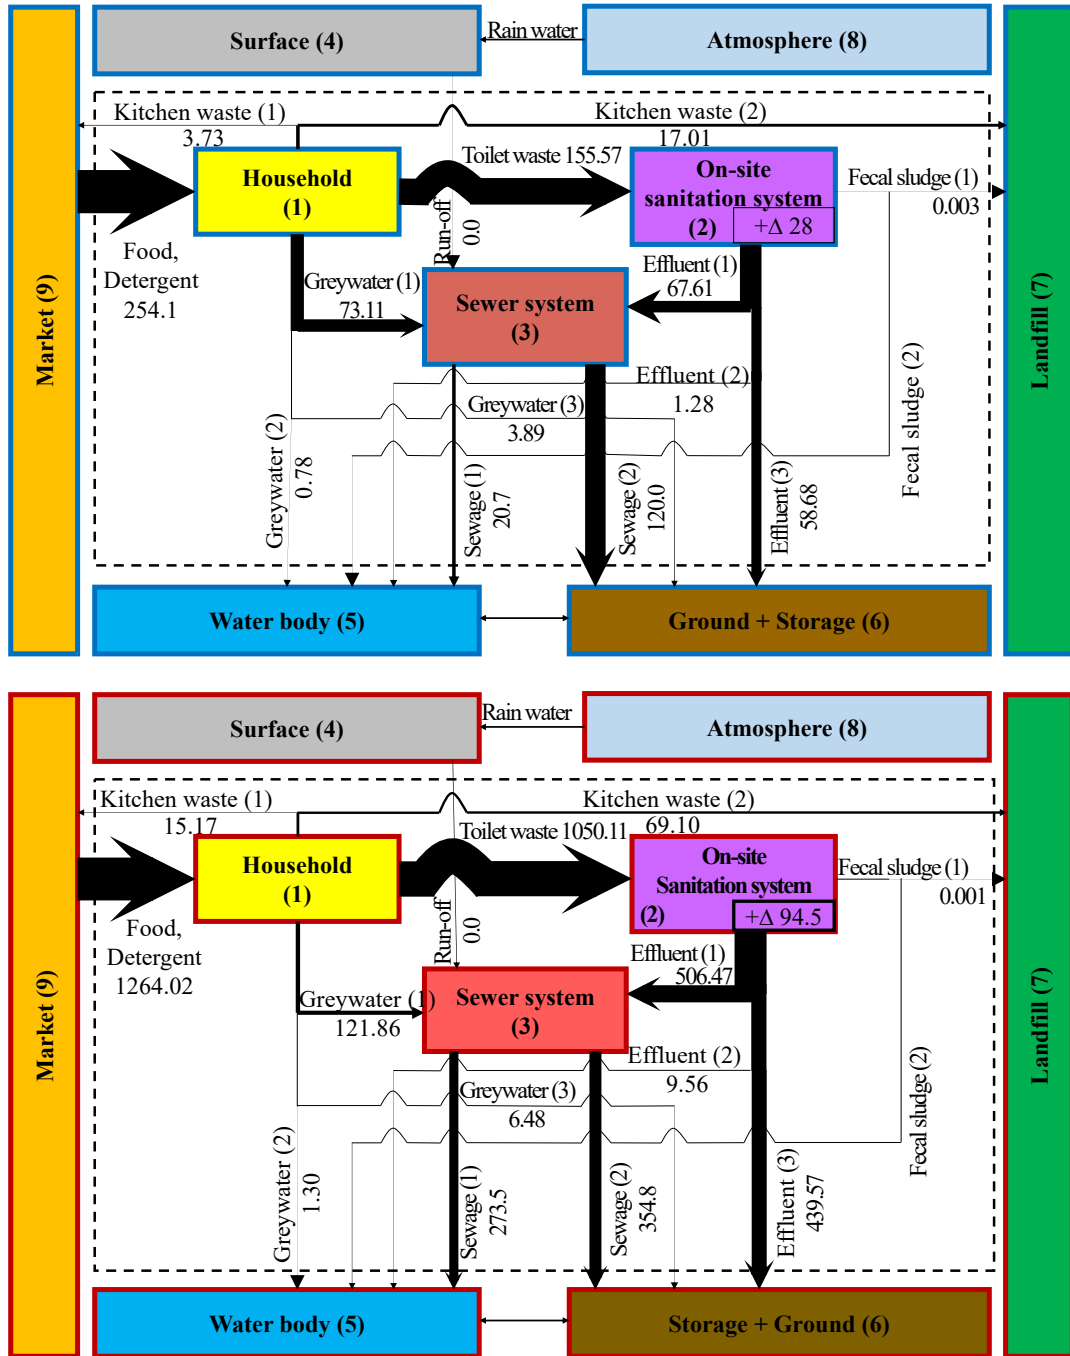 Surface (4)
Rain water
Atmosphere (8)
Kitchen waste (1)
3.73
Kitchen waste (2)
17.01
Household
(1)
Toilet waste 155.57
On-site
sanitation system
(2)
+Δ 28
Fecal sludge (1)
0.003
Food,
Detergent
254.1
Run-off
0.0
Greywater (1)
73.11
Effluent (1)
67.61
Sewer system
(3)
Market (9)
Landfill (7)
Effluent (2)
1.28
Greywater (3)
3.89
Fecal sludge (2)
Greywater (2)
0.78
Sewage (1)
20.7
Sewage (2)
120.0
Effluent (3)
58.68
Water body (5)
Ground + Storage (6)
Surface (4)
Rain water
Atmosphere (8)
Kitchen waste (1)
15.17
Kitchen waste (2)
69.10
Household
(1)
Toilet waste 1050.11
On-site
Sanitation system
(2)
+Δ 94.5
Fecal sludge (1)
0.001
Food,
Detergent
1264.02
Run-off
0.0
Greywater (1)
121.86
Effluent (1)
506.47
Sewer system
(3)
Market (9)
Landfill (7)
Effluent (2)
9.56
Greywater (3)
6.48
Fecal sludge (2)
Greywater (2)
1.30
Sewage (1)
273.5
Sewage (2)
354.8
Effluent (3)
439.57
Water body (5)
Storage + Ground (6)